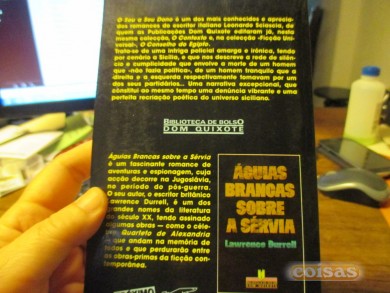 O Seu a Seu Dono é um dos mais conhecidos e aprecia-
dos romances do escritor italiano Leonardo Sciascia, de
quem as Publicações Dom Quixote editaram já, nesta
mesma colecção, O Contexto e, na colecção «Ficção Uni-
versal», O Conselho do Egipto.
Trata-se de uma intriga policial amarga e irónica, tendo
por cenário a Sicília, e que nos descreve a rede de silên-
cio e cumplicidade que envolve a morte de um homem
que «não fazia política», de um homem tranquilo que a
direita e a esquerda respectivamente tomavam por um
dos seus partidários... Uma narrativa excepcional, que
constitui ao mesmo tempo uma denúncia vibrante e uma
perfeita recriação poética do universo siciliano.
BIBLIOTECA DE BOLSO
DOM QUIXOTE
Águias Brancas sobre a Sérvia
é um fascinante romance de
aventuras e espionagem, cuja
acção decorre na Jugoslávia,
no período do pós-guerra.
O seu autor, o escritor britânico
Lawrence Durrell, é um dos
grandes nomes da literatura
do século XX, tendo assinado
algumas obras — como o céle-
Quarteto de Alexandria
que andam na memória de
todos e que perdurarão entre
as obras-primas da ficção con-
temporânea.
ÁGUIAS
BRANCAS
SOBRE
A SÉRVIA
Lawrence Durrell
coisas